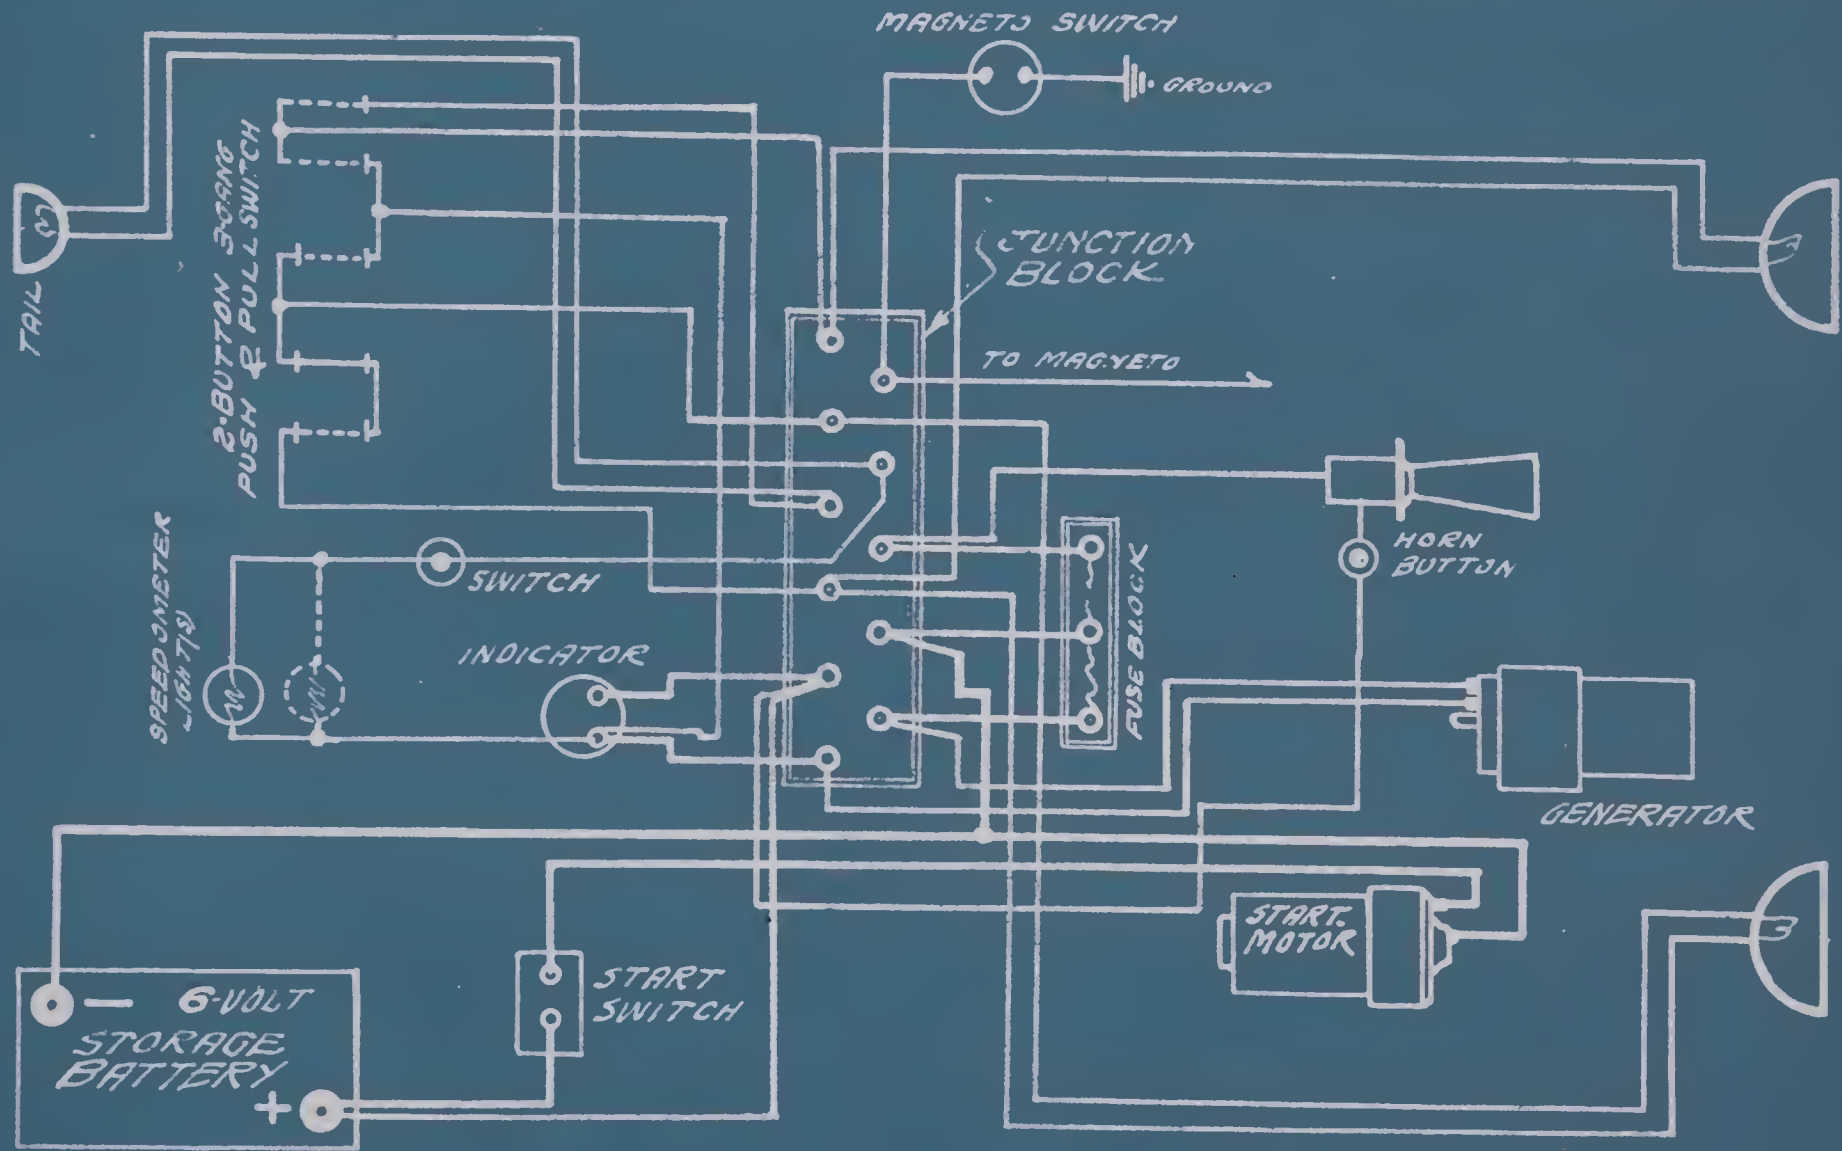 MAGNETO SWITCH
GROUND
2-BUTTON 3-GANG
PUSH & PULL SWITCH
TAIL
JUNCTION
BLOCK
TO MAGNETO
HORN
BUTTON
SWITCH
SPEEDOMETER
LIGHT(S)
INDICATOR
FUSE BLOCK
GENERATOR
START.
MOTOR
START
SWITCH
— 6-VOLT
STORAGE
BATTERY
+